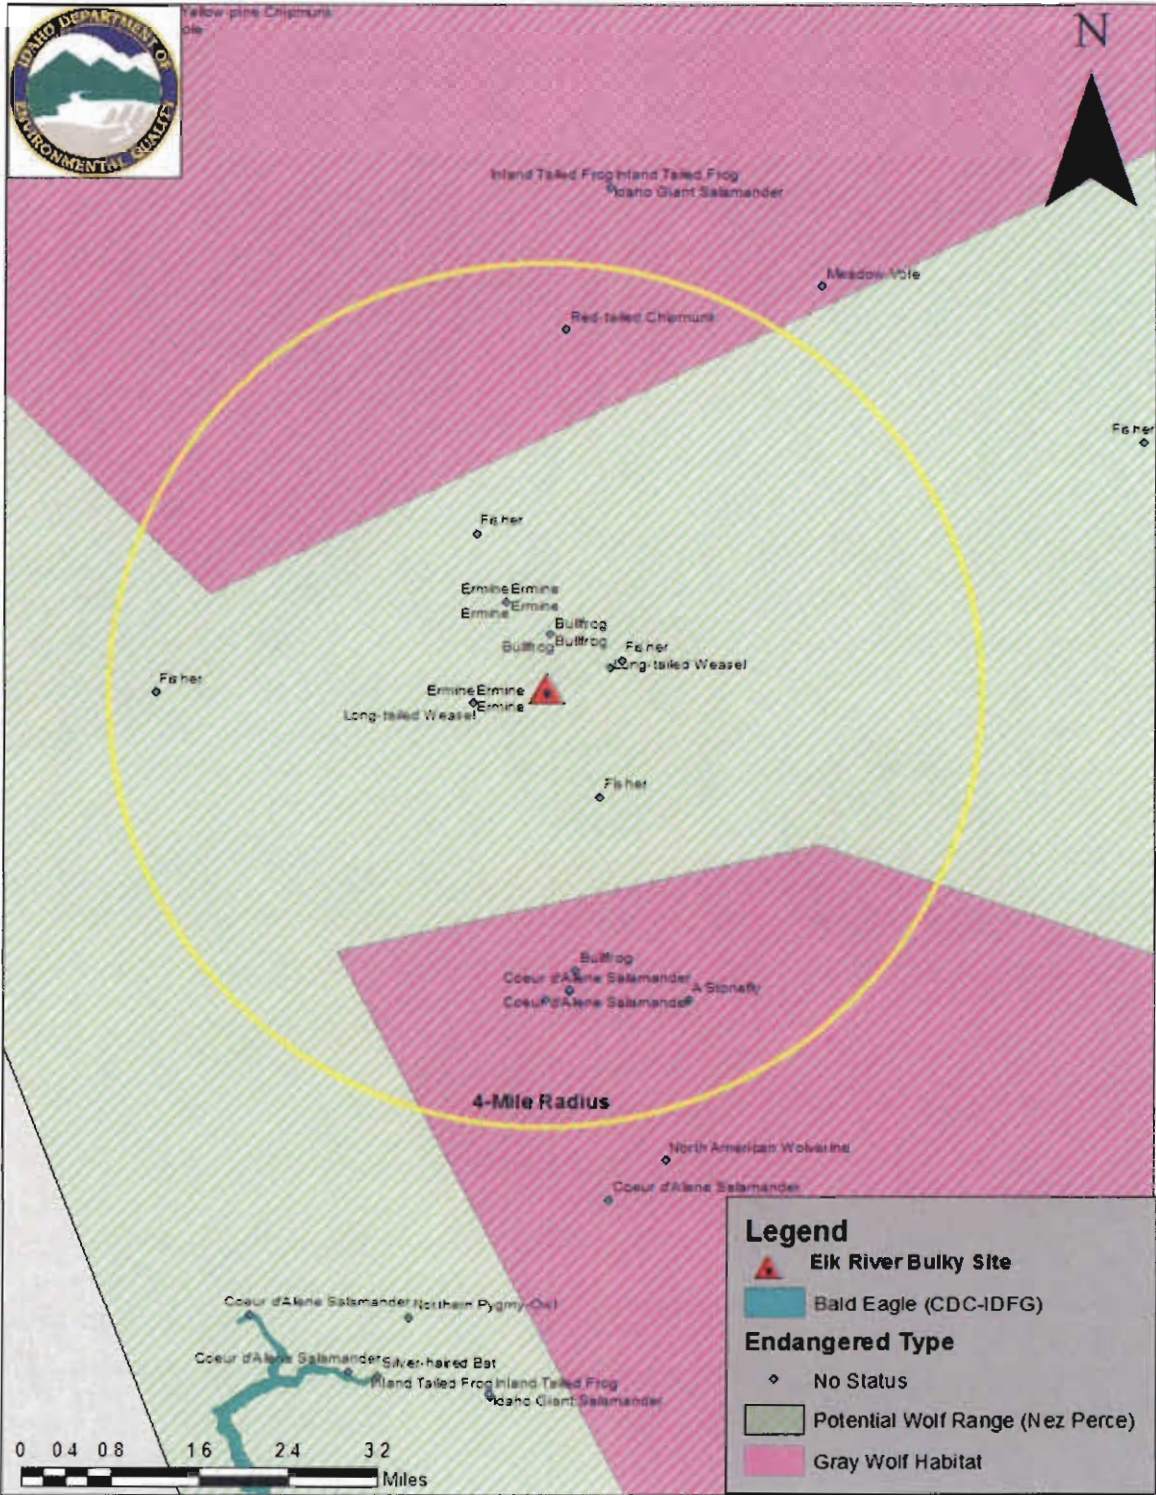 IDAHO DEPARTMENT OF
ENVIRONMENTAL QUALITY
Yellow-pine Chipmunk
ole
N
Inland Tailed Frog Inland Tailed Frog
Idaho Giant Salamander
Meadow Vole
Red-tailed Chipmunk
Fisher
Fisher
Ermine Ermine
Ermine Ermine
Bullfrog
Bullfrog Bullfrog
Fisher
Long-tailed Weasel
Fisher
Ermine Ermine
Ermine
Long-tailed Weasel
Fisher
Bullfrog
Coeur d'Alene Salamander
A Stonefly
Coeur d'Alene Salamander
4-Mile Radius
North American Wolverine
Coeur d'Alene Salamander
Coeur d'Alene Salamander Northern Pygmy-Owl
Coeur d'Alene Salamander Silver-haired Bat
Inland Tailed Frog Inland Tailed Frog
Idaho Giant Salamander
0 0 4 0 8 1 6 2 4 3 2
Miles
Legend
Elk River Bulky Site
Bald Eagle (CDC-IDFG)
Endangered Type
No Status
Potential Wolf Range (Nez Perce)
Gray Wolf Habitat